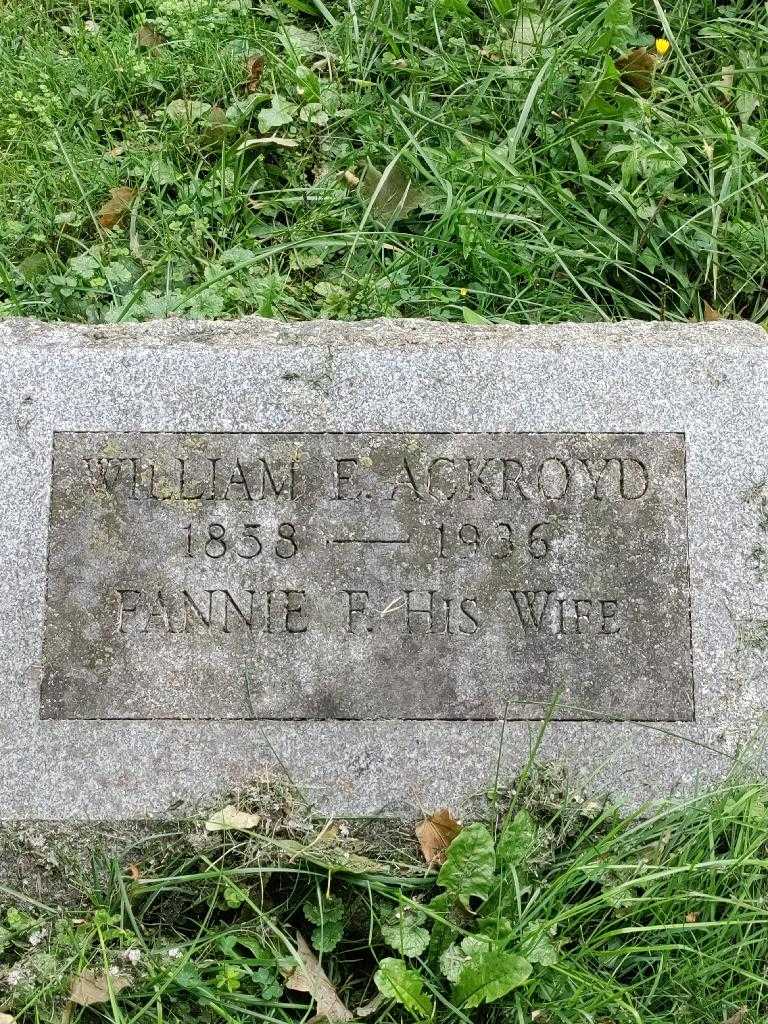 WILLIAM E. ACKROYD
1858 — 1936
FANNIE F. HIS WIFE